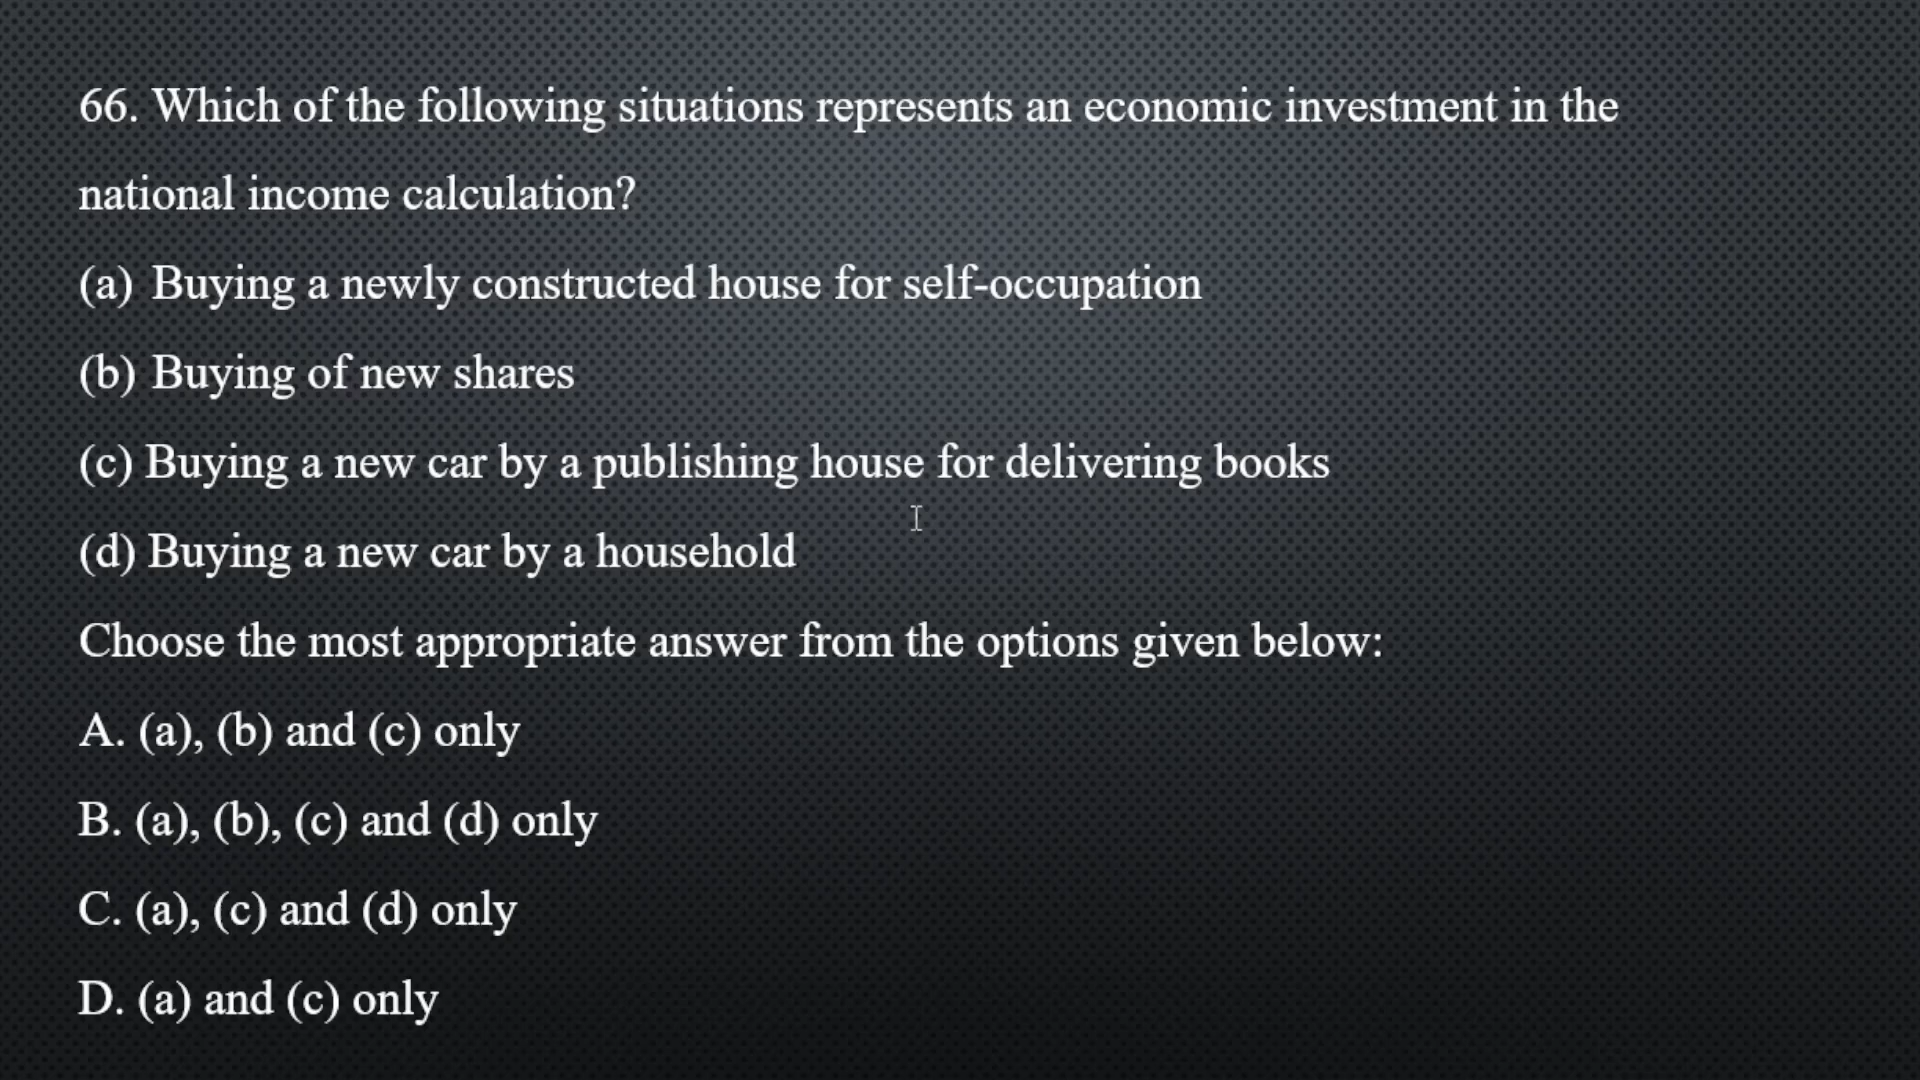 66. Which of the following situations represents an economic investment in the
national income calculation?
(a) Buying a newly constructed house for self-occupation
(b) Buying of new shares
(c) Buying a new car by a publishing house for delivering books
(d) Buying a new car by a household
Choose the most appropriate answer from the options given below:
A. (a), (b) and (c) only
B. (a), (b), (c) and (d) only
C. (a), (c) and (d) only
D. (a) and (c) only